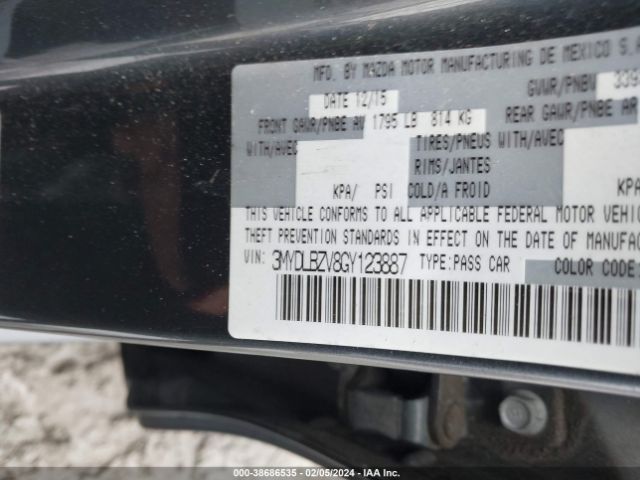 MFD. BY MAZDA MOTOR MANUFACTURING DE MEXICO S.A
DATE 12/15 GVWR/PNBV 339
FRONT GAWR/PNBE AV 1795 LB 814 KG REAR GAWR/PNBE AR
WITH/AVEC TIRES/PNEUS WITH/AVEC
RIMS/JANTES
KPA/ PSI COLD/A FROID KPA
THIS VEHICLE CONFORMS TO ALL APPLICABLE FEDERAL MOTOR VEHI
THEFT PREVENTION STANDARDS IN EFFECT ON THE DATE OF MANUFA
VIN: 3MYDLBZV8GY123887 TYPE:PASS CAR COLOR CODE:
000-38686535 - 02/05/2024 - IAA Inc.